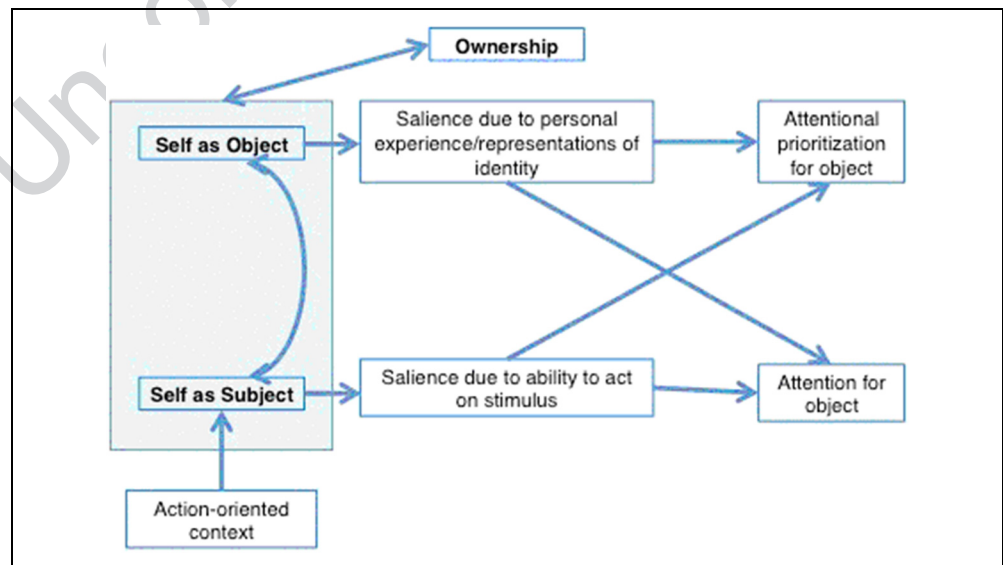 Un
Ownership
Self as Object
Salience due to personal
experience/representations of
identity
Attentional
prioritization
for object
Self as Subject
Salience due to ability to act
on stimulus
Attention for
object
Action-oriented
context